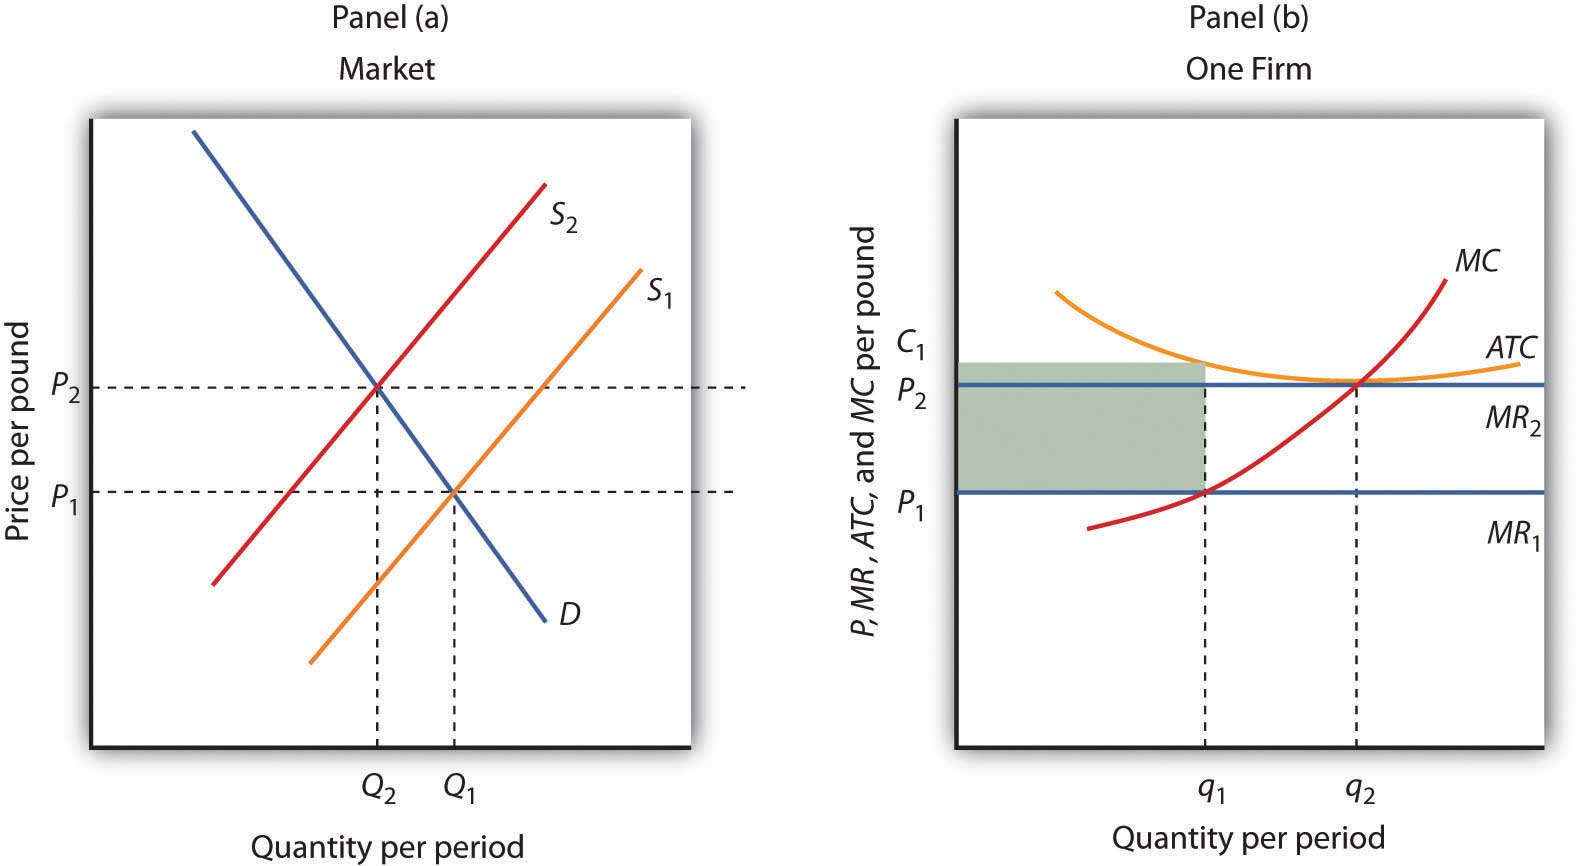 Panel (a)
Market
Price per pound
P2
P1
S2
S1
D
Q2
Q1
Quantity per period
Panel (b)
One Firm
P, MR , ATC, and MC per pound
C1
P2
P1
MC
ATC
MR2
MR1
q1
q2
Quantity per period